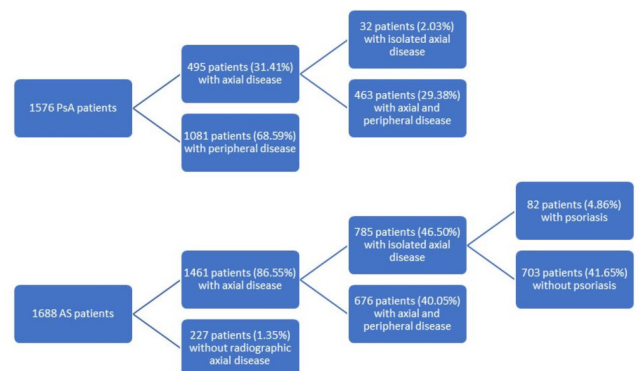 1576 PsA patients
495 patients (31.41%)
with axial disease
1081 patients (68.59%)
with peripheral disease
32 patients (2.03%)
with isolated axial
disease
463 patients (29.38%)
with axial and
peripheral disease
1688 AS patients
1461 patients (86.55%)
with axial disease
227 patients (1.35%)
without radiographic
axial disease
785 patients (46.50%)
with isolated axial
disease
676 patients (40.05%)
with axial and
peripheral disease
82 patients (4.86%)
with psoriasis
703 patients (41.65%)
without psoriasis